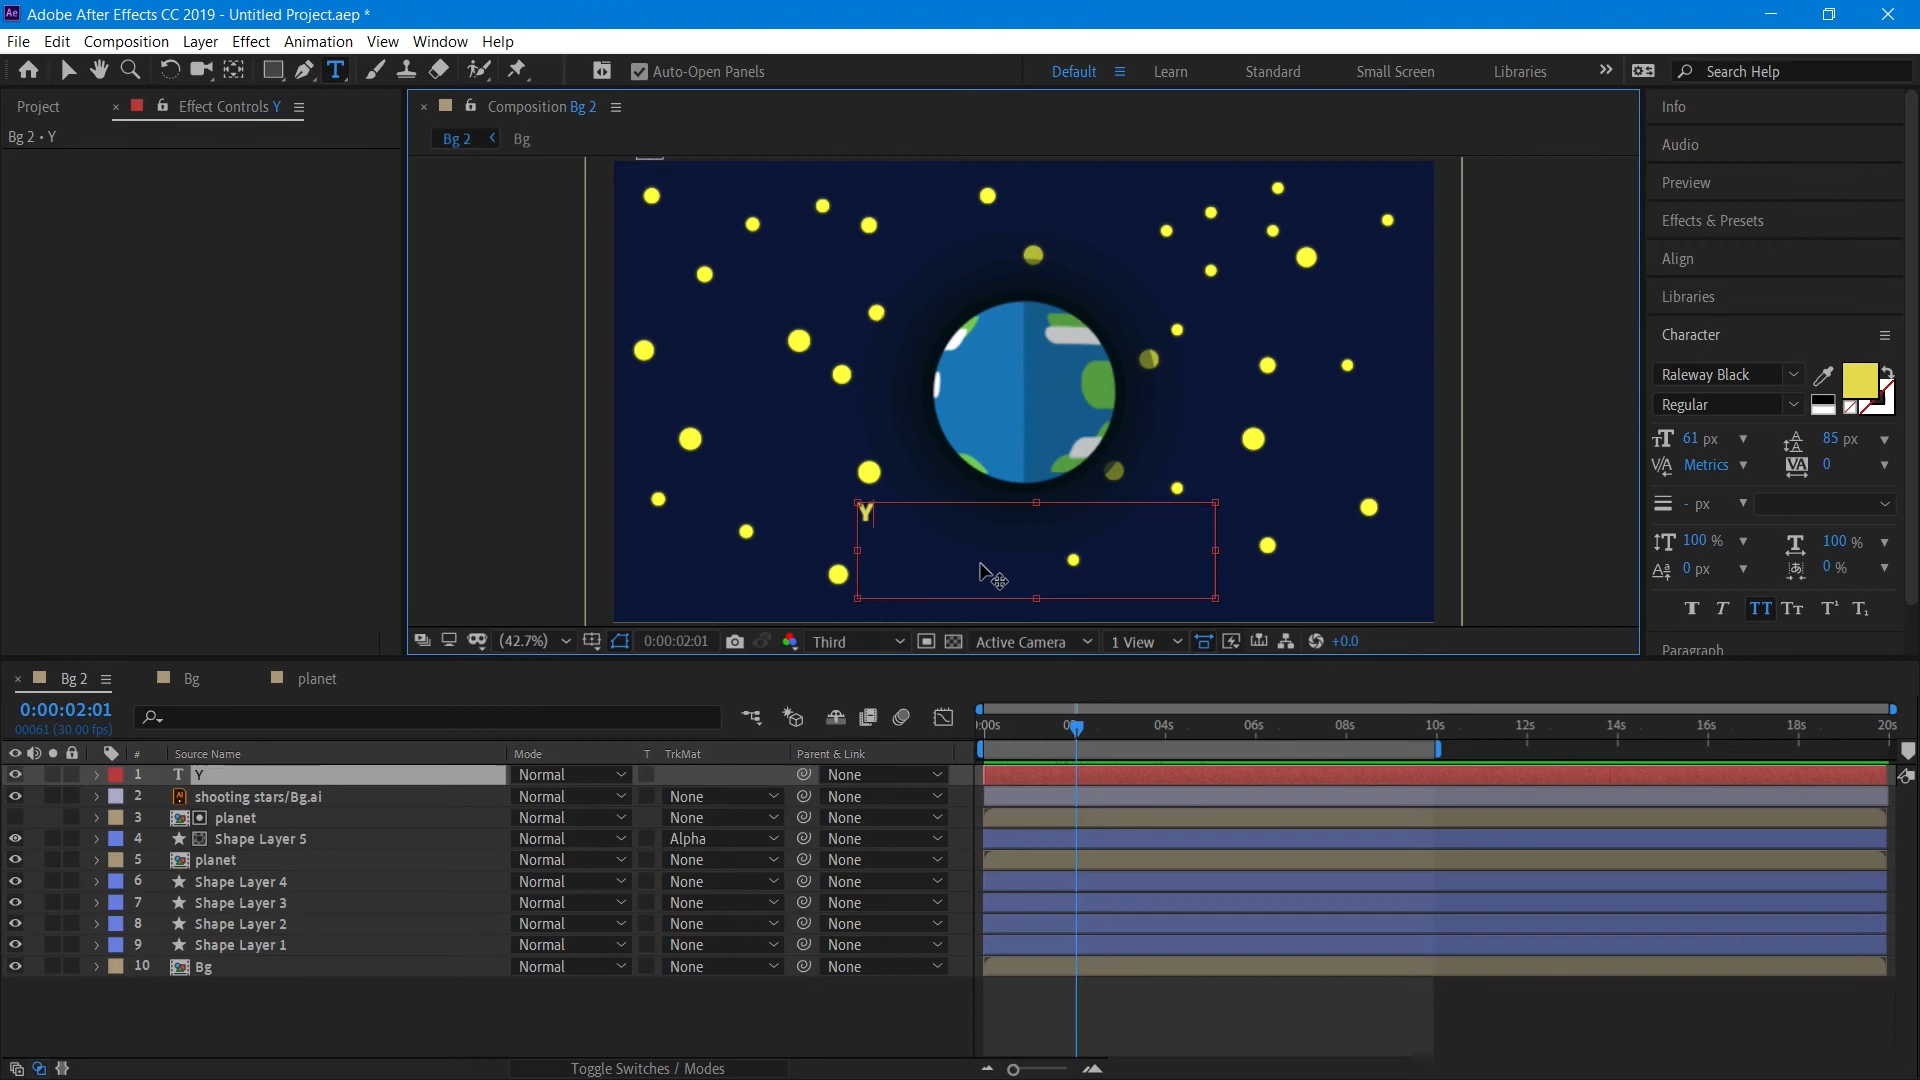 Adobe After Effects CC 2019 - Untitled Project.aep *
File Edit Composition Layer Effect Animation View Window Help
Auto-Open Panels Default Learn Standard Small Screen Libraries Search Help
Project Effect Controls Y
Bg 2 • Y
Composition Bg 2
Bg 2 Bg
Y
(42.7%) 0:00:02:01 Third Active Camera 1 View +0.0
Info
Audio
Preview
Effects & Presets
Align
Libraries
Character
Raleway Black
Regular
61 px 85 px
Metrics 0
- px
100 % 100 %
0 px 0 %
T T TT Tt T¹ T₁
Paragraph
Bg 2 Bg planet
0:00:02:01
00061 (30.00 fps)
:00s 02s 04s 06s 08s 10s 12s 14s 16s 18s 20s
# Source Name Mode T TrkMat Parent & Link
1 T Y Normal None
2 shooting stars/Bg.ai Normal None None
3 planet Normal None None
4 Shape Layer 5 Normal Alpha None
5 planet Normal None None
6 Shape Layer 4 Normal None None
7 Shape Layer 3 Normal None None
8 Shape Layer 2 Normal None None
9 Shape Layer 1 Normal None None
10 Bg Normal None None
Toggle Switches / Modes